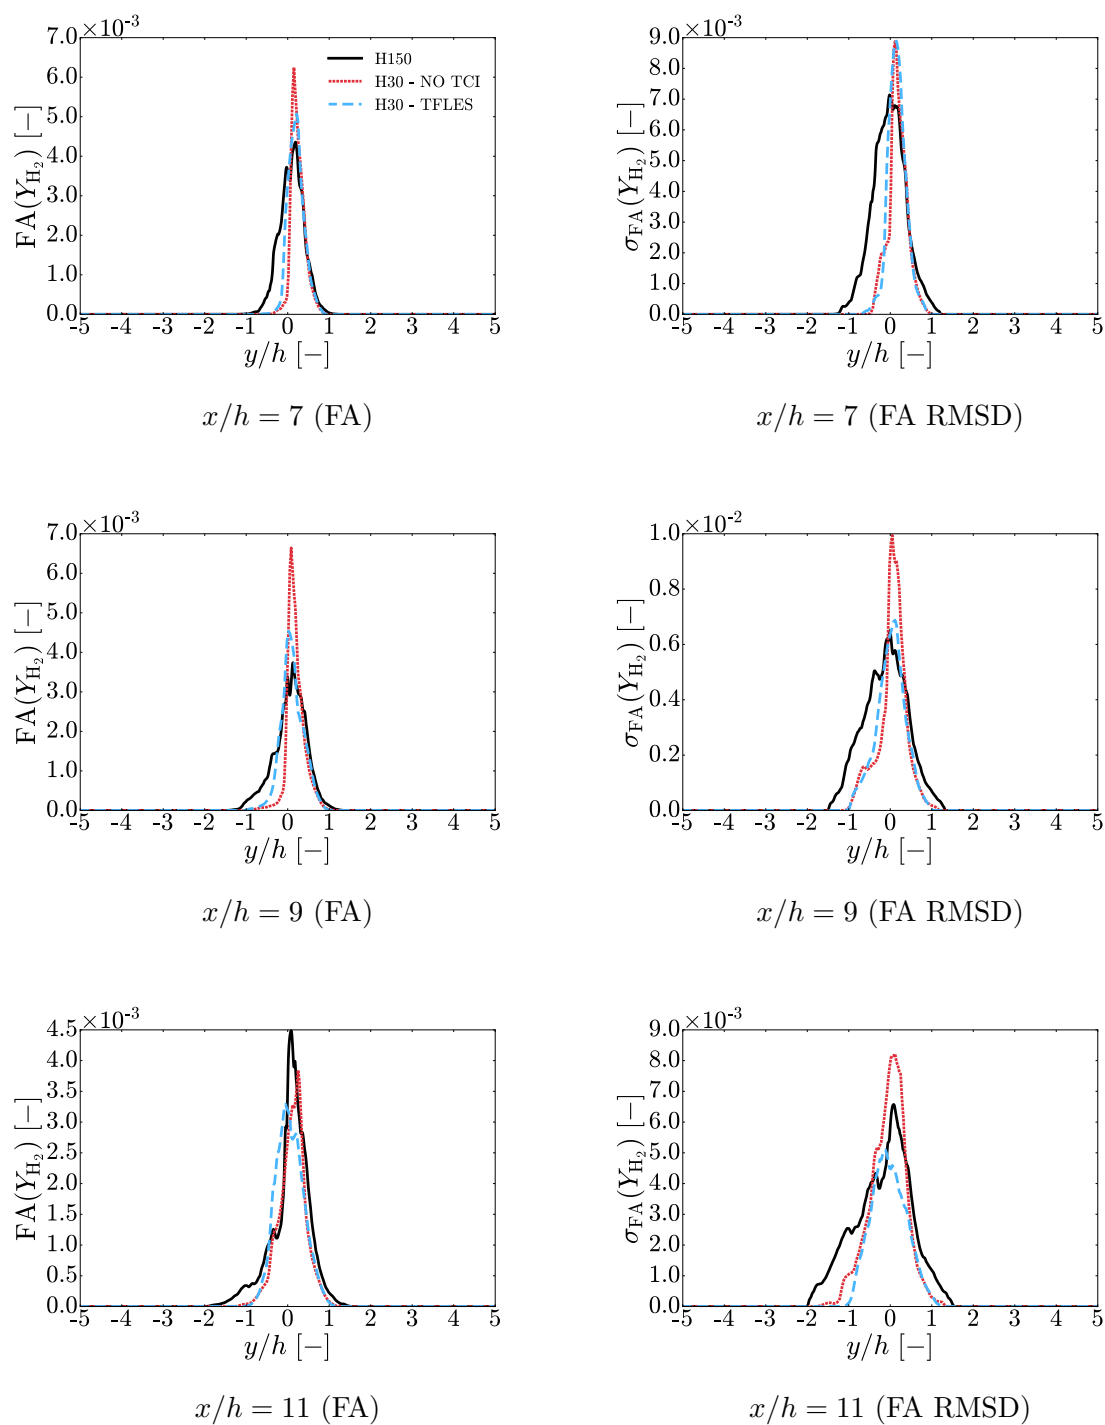 7.0 ×10⁻³
6.0
5.0
4.0
3.0
2.0
1.0
0.0
FA(Y_H₂) [−]
H150
H30 - NO TCI
H30 - TFLES
-5 -4 -3 -2 -1 0 1 2 3 4 5
y/h [−]
x/h = 7 (FA)
9.0 ×10⁻³
8.0
7.0
6.0
5.0
4.0
3.0
2.0
1.0
0.0
σ_FA(Y_H₂) [−]
-5 -4 -3 -2 -1 0 1 2 3 4 5
y/h [−]
x/h = 7 (FA RMSD)
7.0 ×10⁻³
6.0
5.0
4.0
3.0
2.0
1.0
0.0
FA(Y_H₂) [−]
-5 -4 -3 -2 -1 0 1 2 3 4 5
y/h [−]
x/h = 9 (FA)
1.0 ×10⁻²
0.8
0.6
0.4
0.2
0.0
σ_FA(Y_H₂) [−]
-5 -4 -3 -2 -1 0 1 2 3 4 5
y/h [−]
x/h = 9 (FA RMSD)
4.5 ×10⁻³
4.0
3.5
3.0
2.5
2.0
1.5
1.0
0.5
0.0
FA(Y_H₂) [−]
-5 -4 -3 -2 -1 0 1 2 3 4 5
y/h [−]
x/h = 11 (FA)
9.0 ×10⁻³
8.0
7.0
6.0
5.0
4.0
3.0
2.0
1.0
0.0
σ_FA(Y_H₂) [−]
-5 -4 -3 -2 -1 0 1 2 3 4 5
y/h [−]
x/h = 11 (FA RMSD)